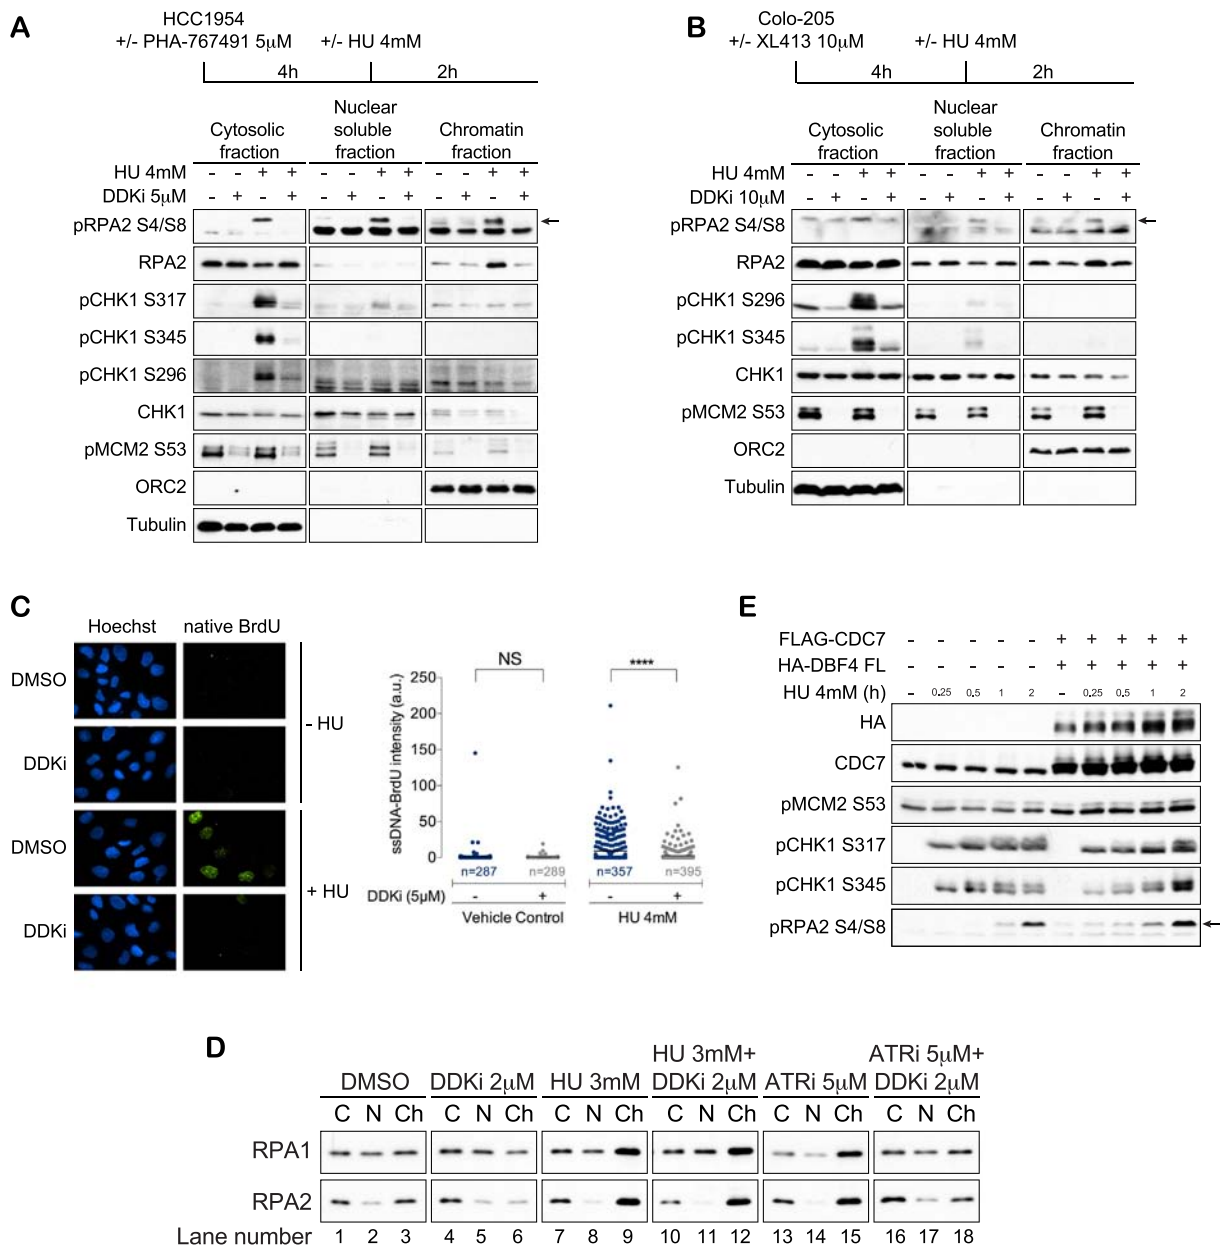 A
HCC1954
+/- PHA-767491 5μM
+/- HU 4mM
4h
2h
Cytosolic
fraction
Nuclear
soluble
fraction
Chromatin
fraction
HU 4mM - - + + - - + + - - + +
DDKi 5μM - + - + - + - + - + - +
pRPA2 S4/S8
RPA2
pCHK1 S317
pCHK1 S345
pCHK1 S296
CHK1
pMCM2 S53
ORC2
Tubulin
B
Colo-205
+/- XL413 10μM
+/- HU 4mM
4h
2h
Cytosolic
fraction
Nuclear
soluble
fraction
Chromatin
fraction
HU 4mM - - + + - - + + - - + +
DDKi 10μM - + - + - + - + - + - +
pRPA2 S4/S8
RPA2
pCHK1 S296
pCHK1 S345
CHK1
pMCM2 S53
ORC2
Tubulin
C
Hoechst native BrdU
DMSO
DDKi
- HU
DMSO
DDKi
+ HU
ssDNA-BrdU intensity (a.u.)
250
200
150
100
50
0
NS
****
n=287 n=289 n=357 n=395
DDKi (5μM) - + - +
Vehicle Control HU 4mM
E
FLAG-CDC7 - - - - - + + + + +
HA-DBF4 FL - - - - - + + + + +
HU 4mM (h) - 0.25 0.5 1 2 - 0.25 0.5 1 2
HA
CDC7
pMCM2 S53
pCHK1 S317
pCHK1 S345
pRPA2 S4/S8
D
DMSO
DDKi 2μM
HU 3mM
HU 3mM+
DDKi 2μM
ATRi 5μM
ATRi 5μM+
DDKi 2μM
C N Ch C N Ch C N Ch C N Ch C N Ch C N Ch
RPA1
RPA2
Lane number 1 2 3 4 5 6 7 8 9 10 11 12 13 14 15 16 17 18